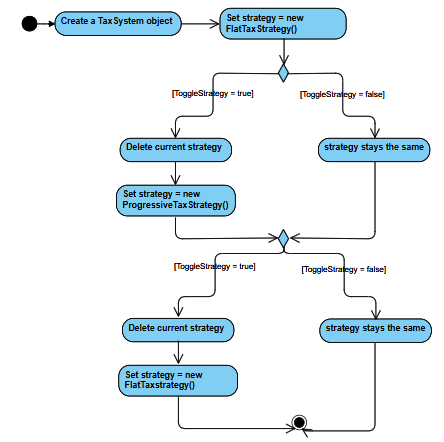 Create a TaxSystem object
Set strategy = new
FlatTaxStrategy()
[ToggleStrategy = true]
[ToggleStrategy = false]
Delete current strategy
strategy stays the same
Set strategy = new
ProgressiveTaxStrategy()
[ToggleStrategy = true]
[ToggleStrategy = false]
Delete current strategy
strategy stays the same
Set strategy = new
FlatTaxstrategy()